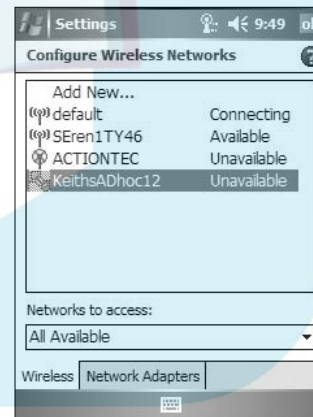 Settings 9:49 ok
Configure Wireless Networks ?
Add New...
default Connecting
SEren1TY46 Available
ACTIONTEC Unavailable
KeithsADhoc12 Unavailable
Networks to access:
All Available
Wireless Network Adapters